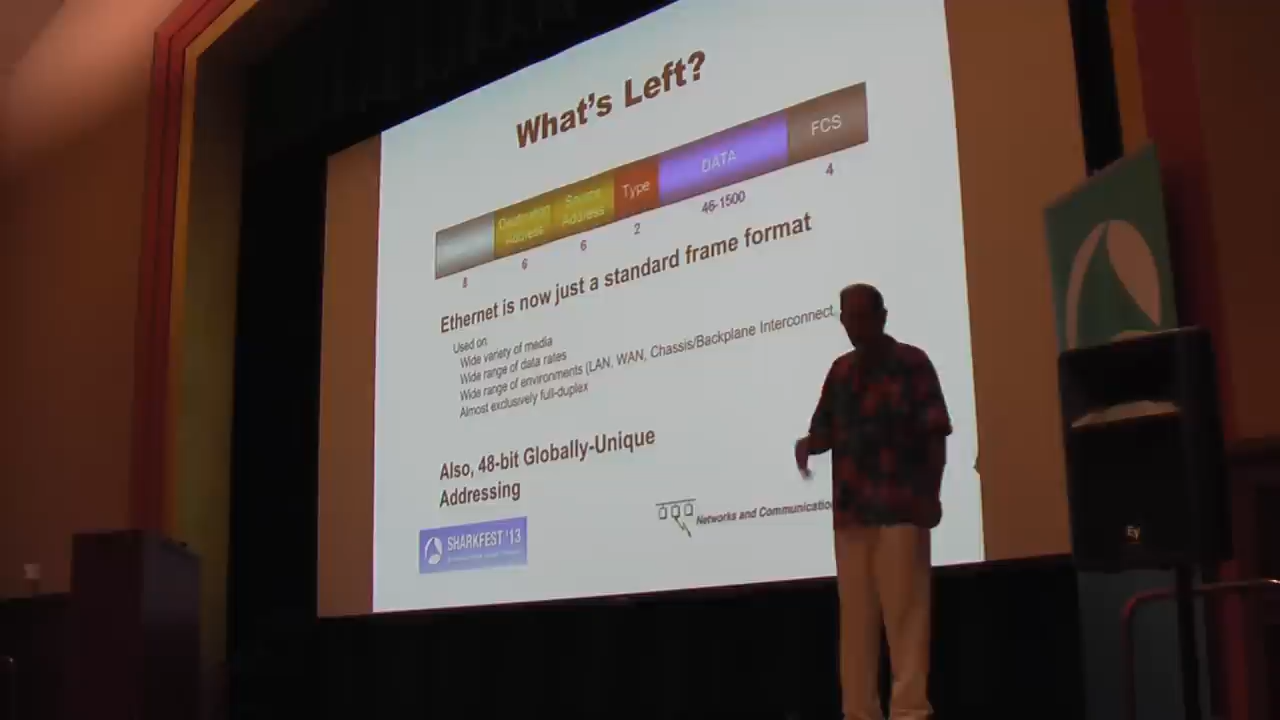 What's Left?
Destination Address
Source Address
Type
DATA
FCS
8
6
6
2
46-1500
4
Ethernet is now just a standard frame format
Used on
Wide variety of media
Wide range of data rates
Wide range of environments (LAN, WAN, Chassis/Backplane Interconnect
Almost exclusively full-duplex
Also, 48-bit Globally-Unique
Addressing
SHARKFEST '13
Networks and Communicatio
EV